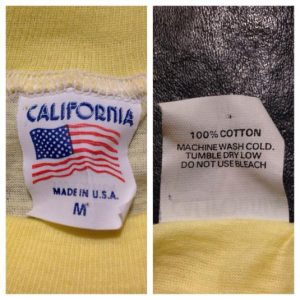 CALIFORNIA
MADE IN U.S.A.
M
100% COTTON
MACHINE WASH COLD.
TUMBLE DRY LOW
DO NOT USE BLEACH